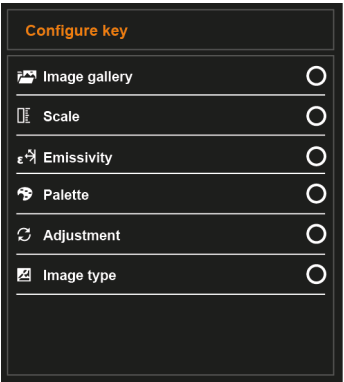 Configure key
Image gallery
Scale
ε Emissivity
Palette
Adjustment
Image type